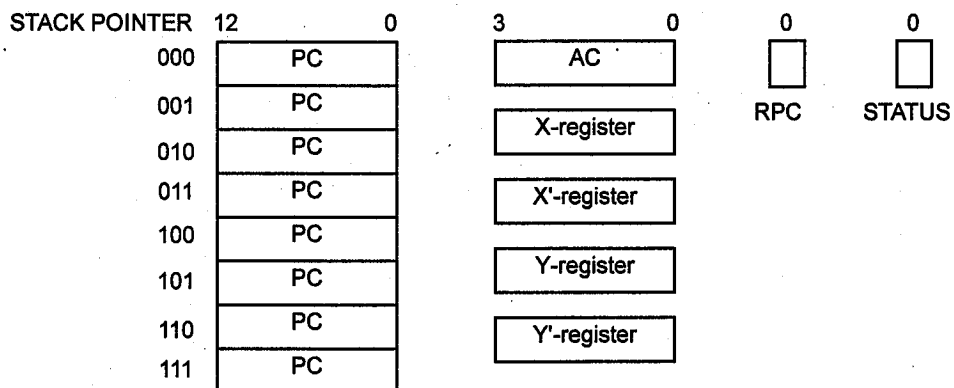 STACK POINTER 12 0 3 0 0 0
000 PC AC
001 PC RPC STATUS
X-register
010 PC
011 PC X'-register
100 PC
101 PC Y-register
110 PC Y'-register
111 PC